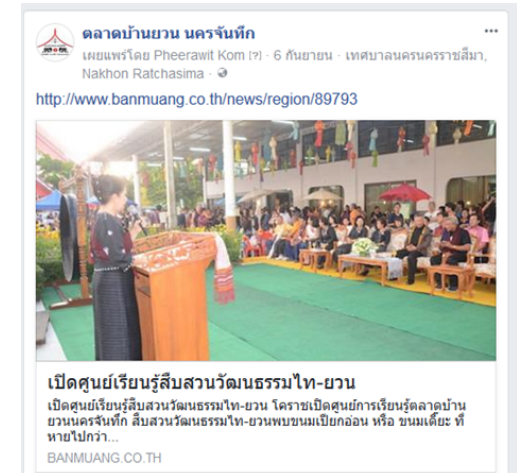 ตลาดบ้านยวน นครจันทึก
เผยแพร่โดย Pheerawit Kom [?] · 6 กันยายน · เทศบาลนครนครราชสีมา,
Nakhon Ratchasima ·
http://www.banmuang.co.th/news/region/89793
เปิดศูนย์เรียนรู้สืบสวนวัฒนธรรมไท-ยวน
เปิดศูนย์เรียนรู้สืบสวนวัฒนธรรมไท-ยวน โคราชเปิดศูนย์การเรียนรู้ตลาดบ้าน
ยวนนครจันทึก สืบสวนวัฒนธรรมไท-ยวนพบขนมเปียกอ่อน หรือ ขนมเดี๊ยะ ที่
หายไปกว่า...
BANMUANG.CO.TH